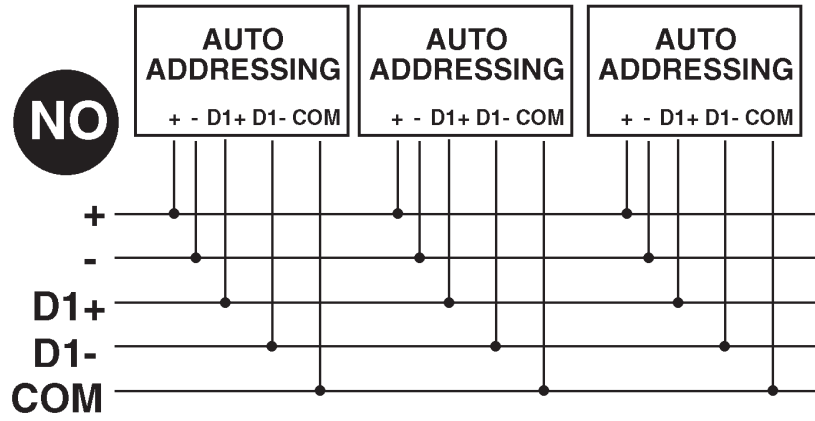 AUTO
ADDRESSING
+ - D1+ D1- COM
AUTO
ADDRESSING
+ - D1+ D1- COM
AUTO
ADDRESSING
+ - D1+ D1- COM
NO
+
-
D1+
D1-
COM